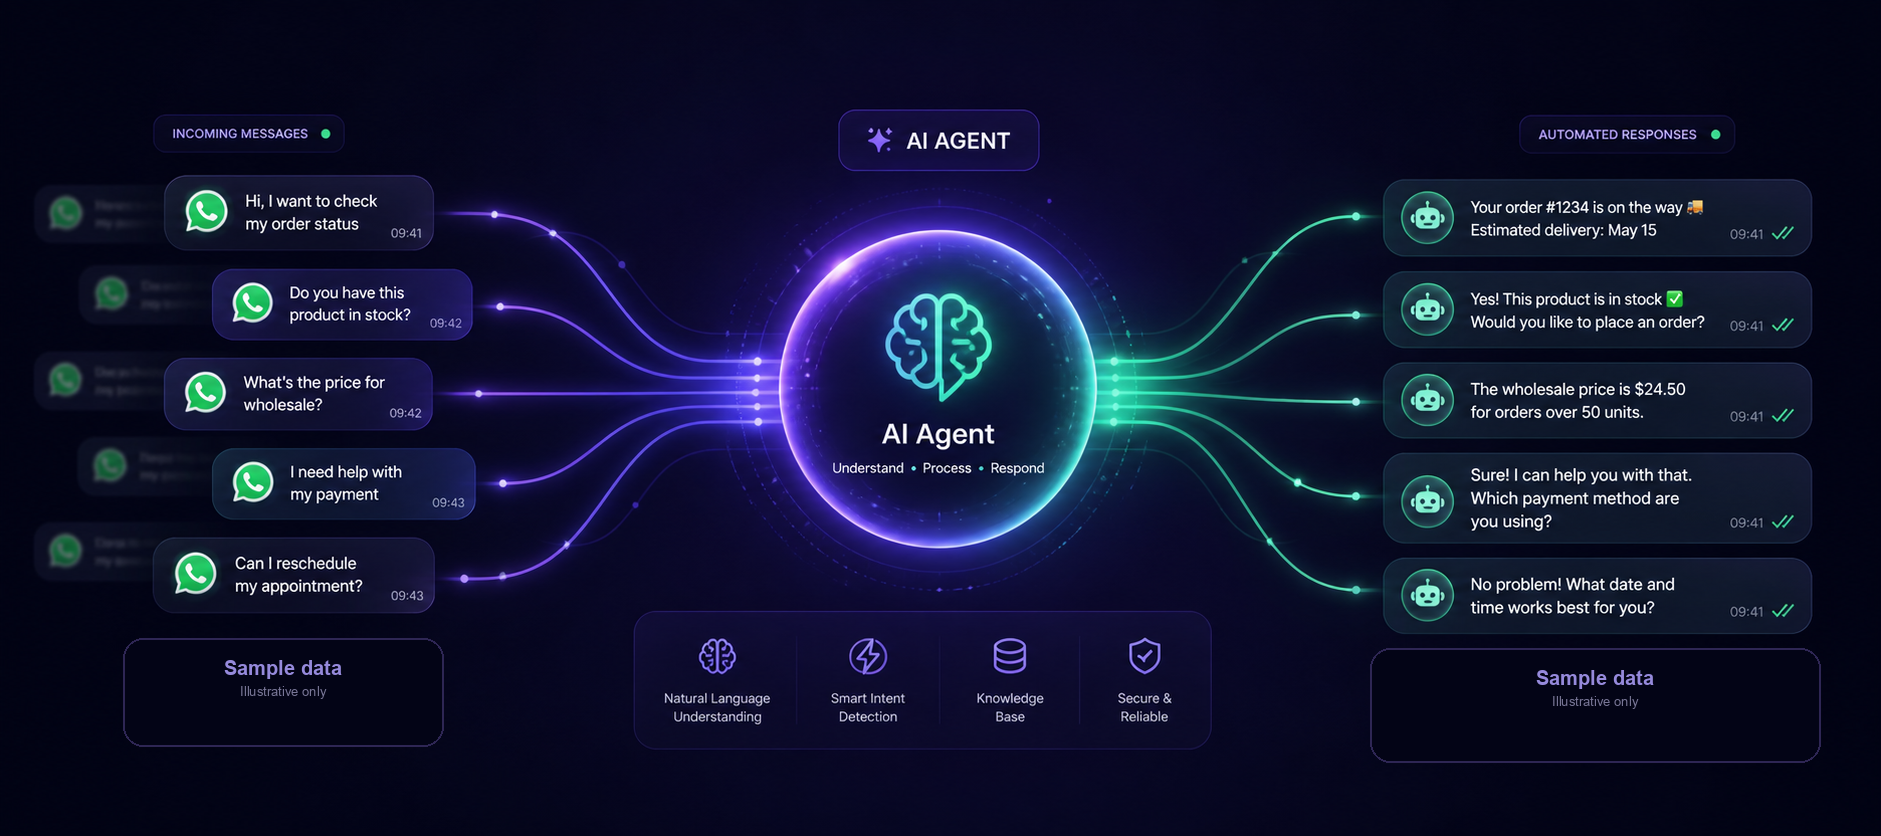 INCOMING MESSAGES
Hi, I want to check
my order status
09:41
Do you have this
product in stock?
09:42
What's the price for
wholesale?
09:42
I need help with
my payment
09:43
Can I reschedule
my appointment?
09:43
Sample data
Illustrative only
AI AGENT
AI Agent
Understand • Process • Respond
Natural Language
Understanding
Smart Intent
Detection
Knowledge
Base
Secure &
Reliable
AUTOMATED RESPONSES
Your order #1234 is on the way 🚚
Estimated delivery: May 15
09:41
Yes! This product is in stock ✅
Would you like to place an order?
09:41
The wholesale price is $24.50
for orders over 50 units.
09:41
Sure! I can help you with that.
Which payment method are
you using?
09:41
No problem! What date and
time works best for you?
09:41
Sample data
Illustrative only